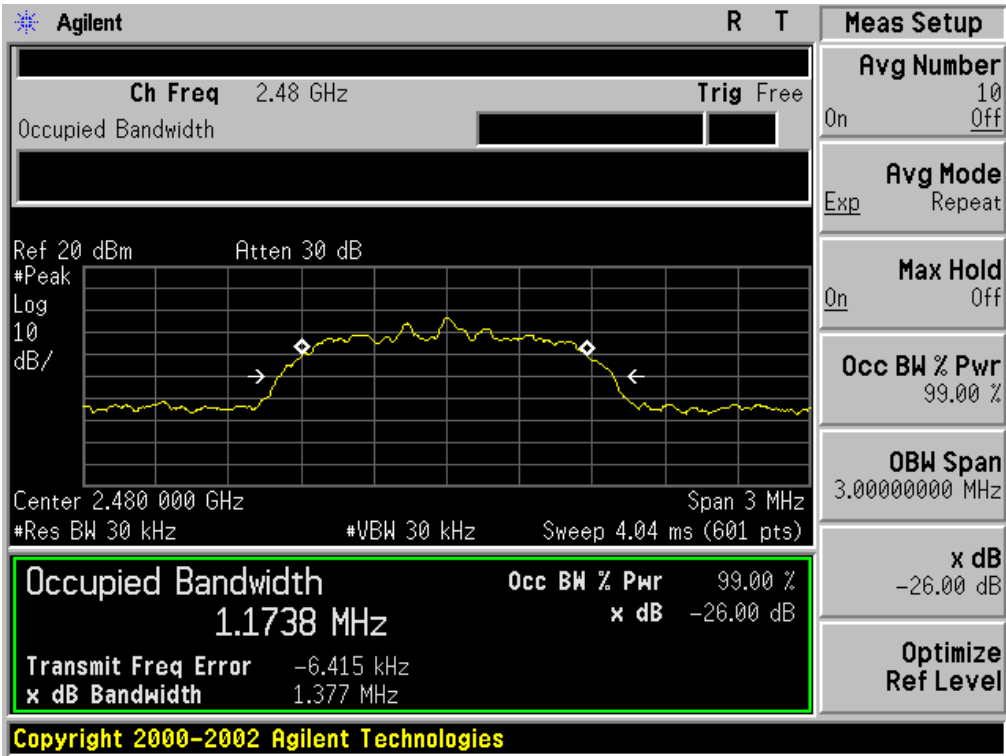 Agilent R T
Meas Setup
Ch Freq 2.48 GHz Trig Free
Occupied Bandwidth
Ref 20 dBm Atten 30 dB
#Peak
Log
10
dB/
Center 2.480 000 GHz Span 3 MHz
#Res BW 30 kHz #VBW 30 kHz Sweep 4.04 ms (601 pts)
Occupied Bandwidth Occ BW % Pwr 99.00 %
1.1738 MHz x dB -26.00 dB
Transmit Freq Error -6.415 kHz
x dB Bandwidth 1.377 MHz
Avg Number
10
On Off
Avg Mode
Exp Repeat
Max Hold
On Off
Occ BW % Pwr
99.00 %
OBW Span
3.00000000 MHz
x dB
-26.00 dB
Optimize
Ref Level
Copyright 2000-2002 Agilent Technologies